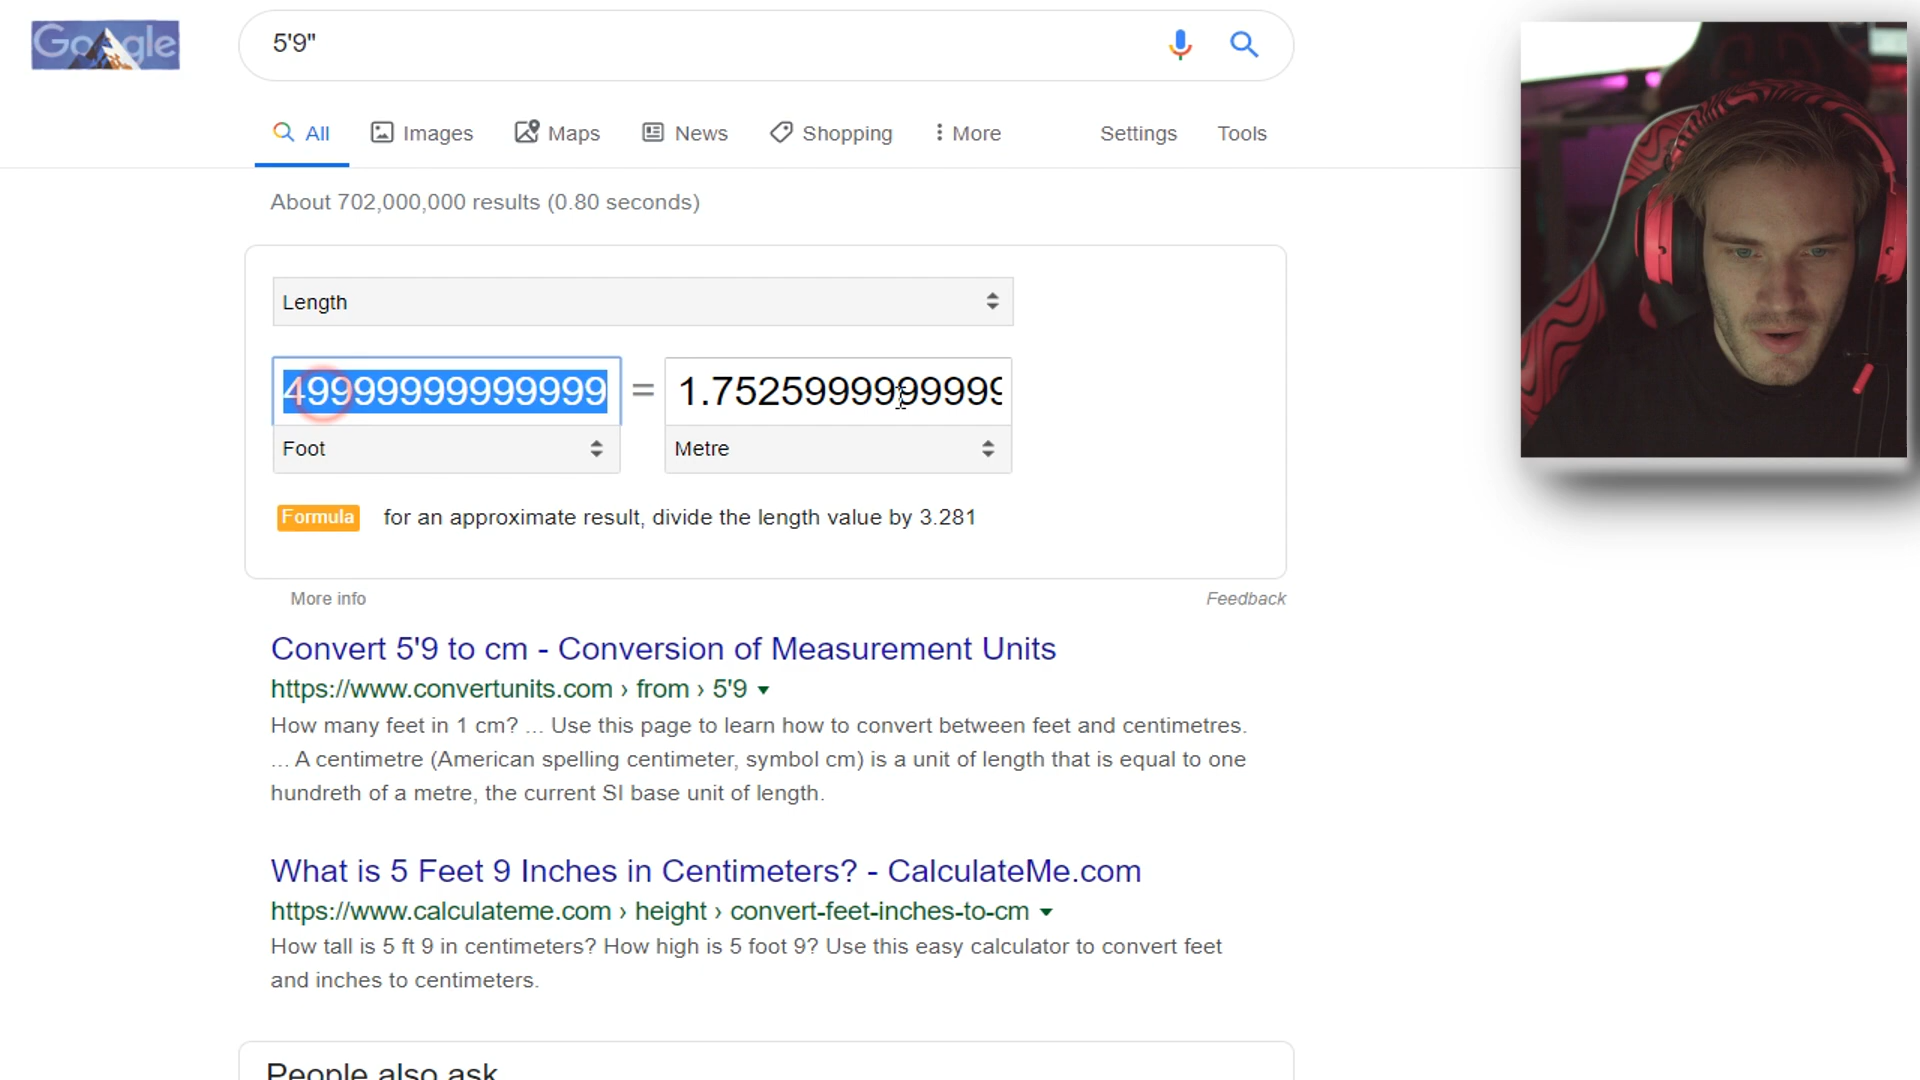 Google
5'9"
All Images Maps News Shopping More Settings Tools
About 702,000,000 results (0.80 seconds)
Length
49999999999999 = 1.7525999999999
Foot Metre
Formula for an approximate result, divide the length value by 3.281
More info Feedback
Convert 5'9 to cm - Conversion of Measurement Units
https://www.convertunits.com › from › 5'9
How many feet in 1 cm? ... Use this page to learn how to convert between feet and centimetres.
... A centimetre (American spelling centimeter, symbol cm) is a unit of length that is equal to one
hundreth of a metre, the current SI base unit of length.
What is 5 Feet 9 Inches in Centimeters? - CalculateMe.com
https://www.calculateme.com › height › convert-feet-inches-to-cm
How tall is 5 ft 9 in centimeters? How high is 5 foot 9? Use this easy calculator to convert feet
and inches to centimeters.
People also ask